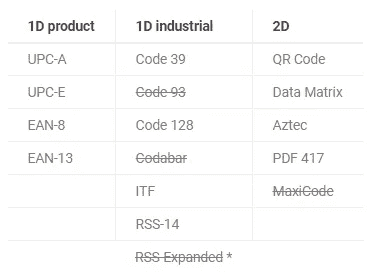 1D product 1D industrial 2D
UPC-A Code 39 QR Code
UPC-E Code 93 Data Matrix
EAN-8 Code 128 Aztec
EAN-13 Codabar PDF 417
ITF MaxiCode
RSS-14
RSS Expanded *